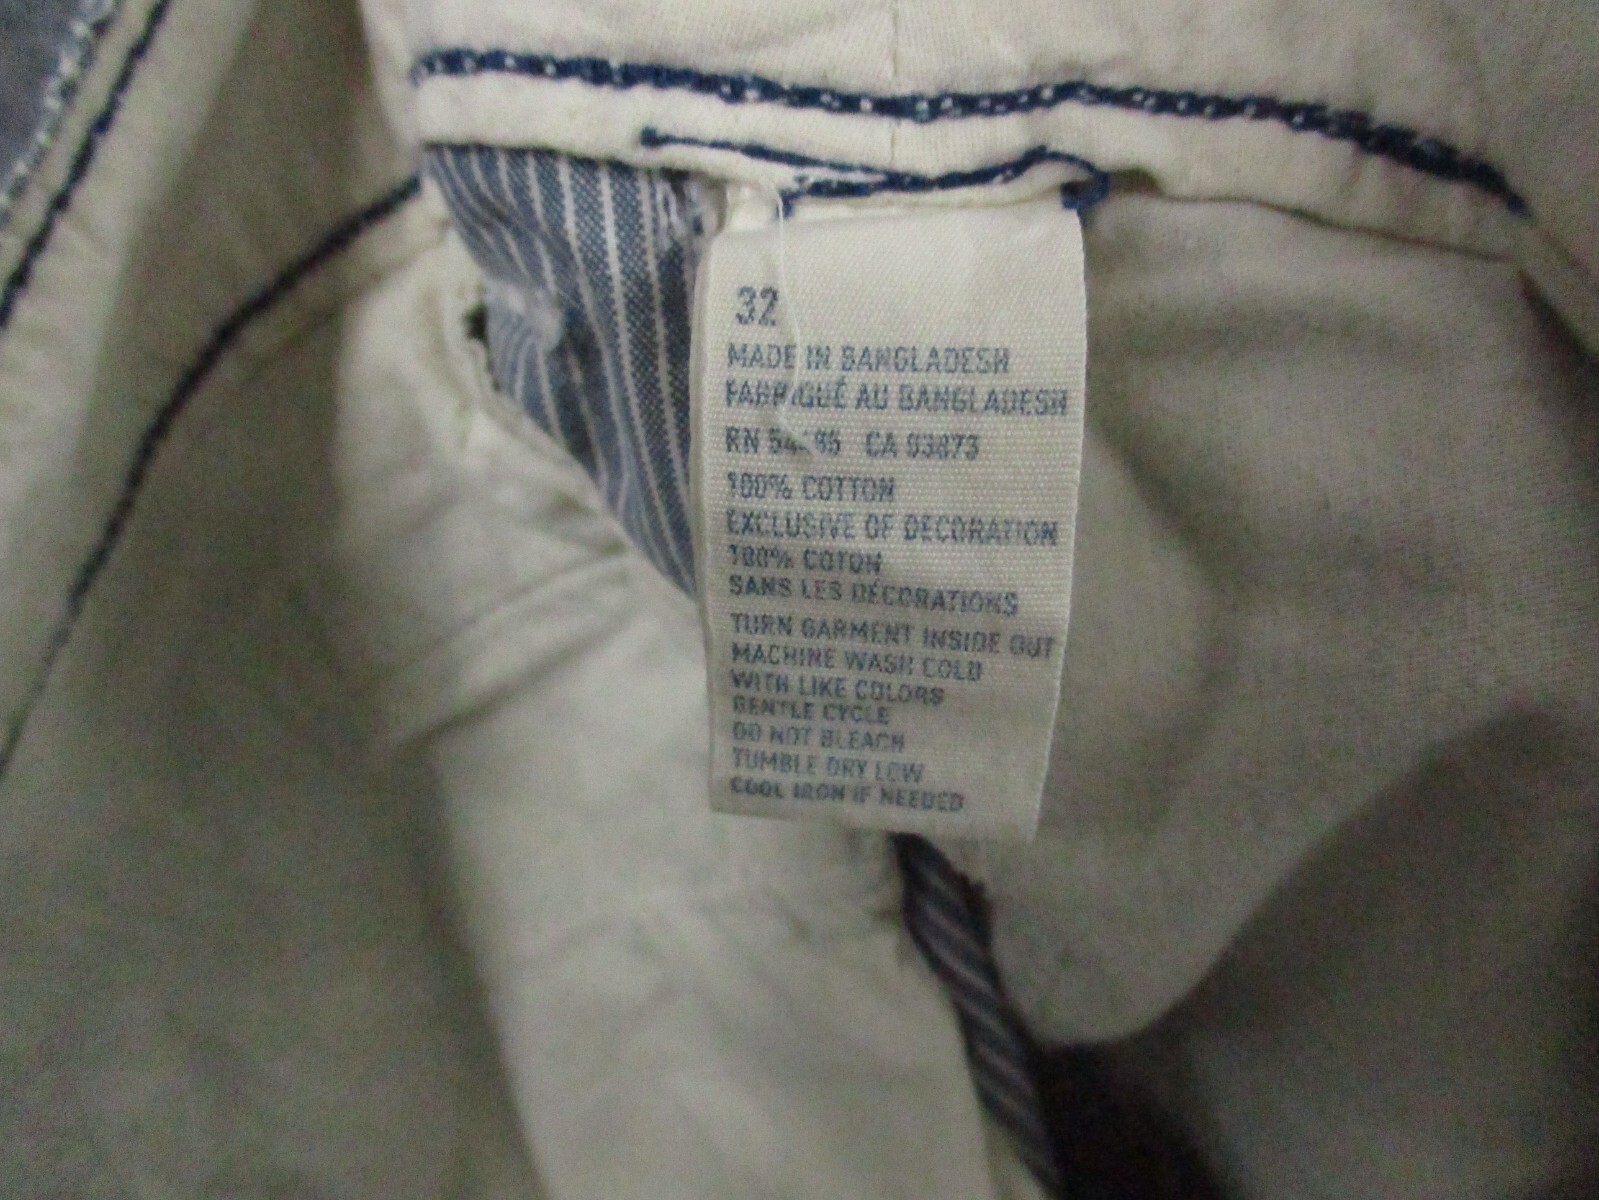 32
MADE IN BANGLADESH
FABRIQUÉ AU BANGLADESH
RN CA 93873
100% COTTON
EXCLUSIVE OF DECORATION
100% COTON
SANS LES DÉCORATIONS
TURN GARMENT INSIDE OUT
MACHINE WASH COLD
WITH LIKE COLORS
GENTLE CYCLE
DO NOT BLEACH
TUMBLE DRY LOW
COOL IRON IF NEEDED